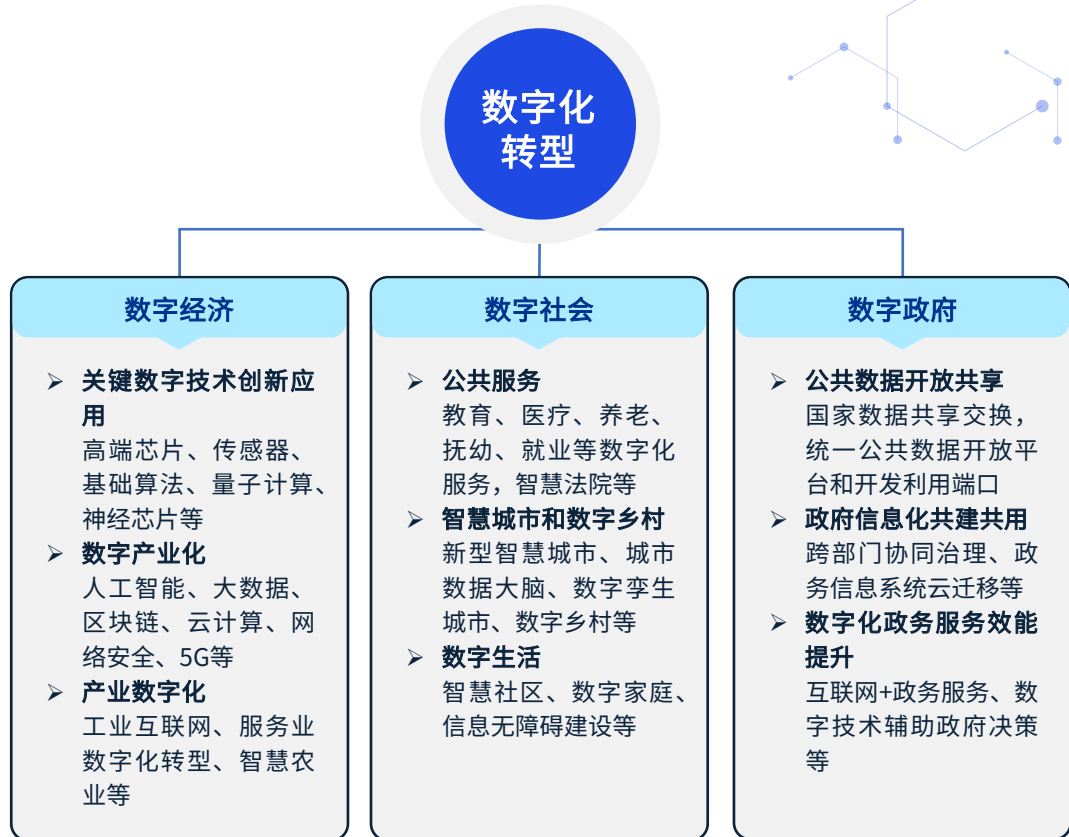 数字化
转型
数字经济
关键数字技术创新应
用
高端芯片、传感器、
基础算法、量子计算、
神经芯片等
数字产业化
人工智能、大数据、
区块链、云计算、网
络安全、5G等
产业数字化
工业互联网、服务业
数字化转型、智慧农
业等
数字社会
公共服务
教育、医疗、养老、
抚幼、就业等数字化
服务，智慧法院等
智慧城市和数字乡村
新型智慧城市、城市
数据大脑、数字孪生
城市、数字乡村等
数字生活
智慧社区、数字家庭、
信息无障碍建设等
数字政府
公共数据开放共享
国家数据共享交换，
统一公共数据开放平
台和开发利用端口
政府信息化共建共用
跨部门协同治理、政
务信息系统云迁移等
数字化政务服务效能
提升
互联网+政务服务、数
字技术辅助政府决策
等